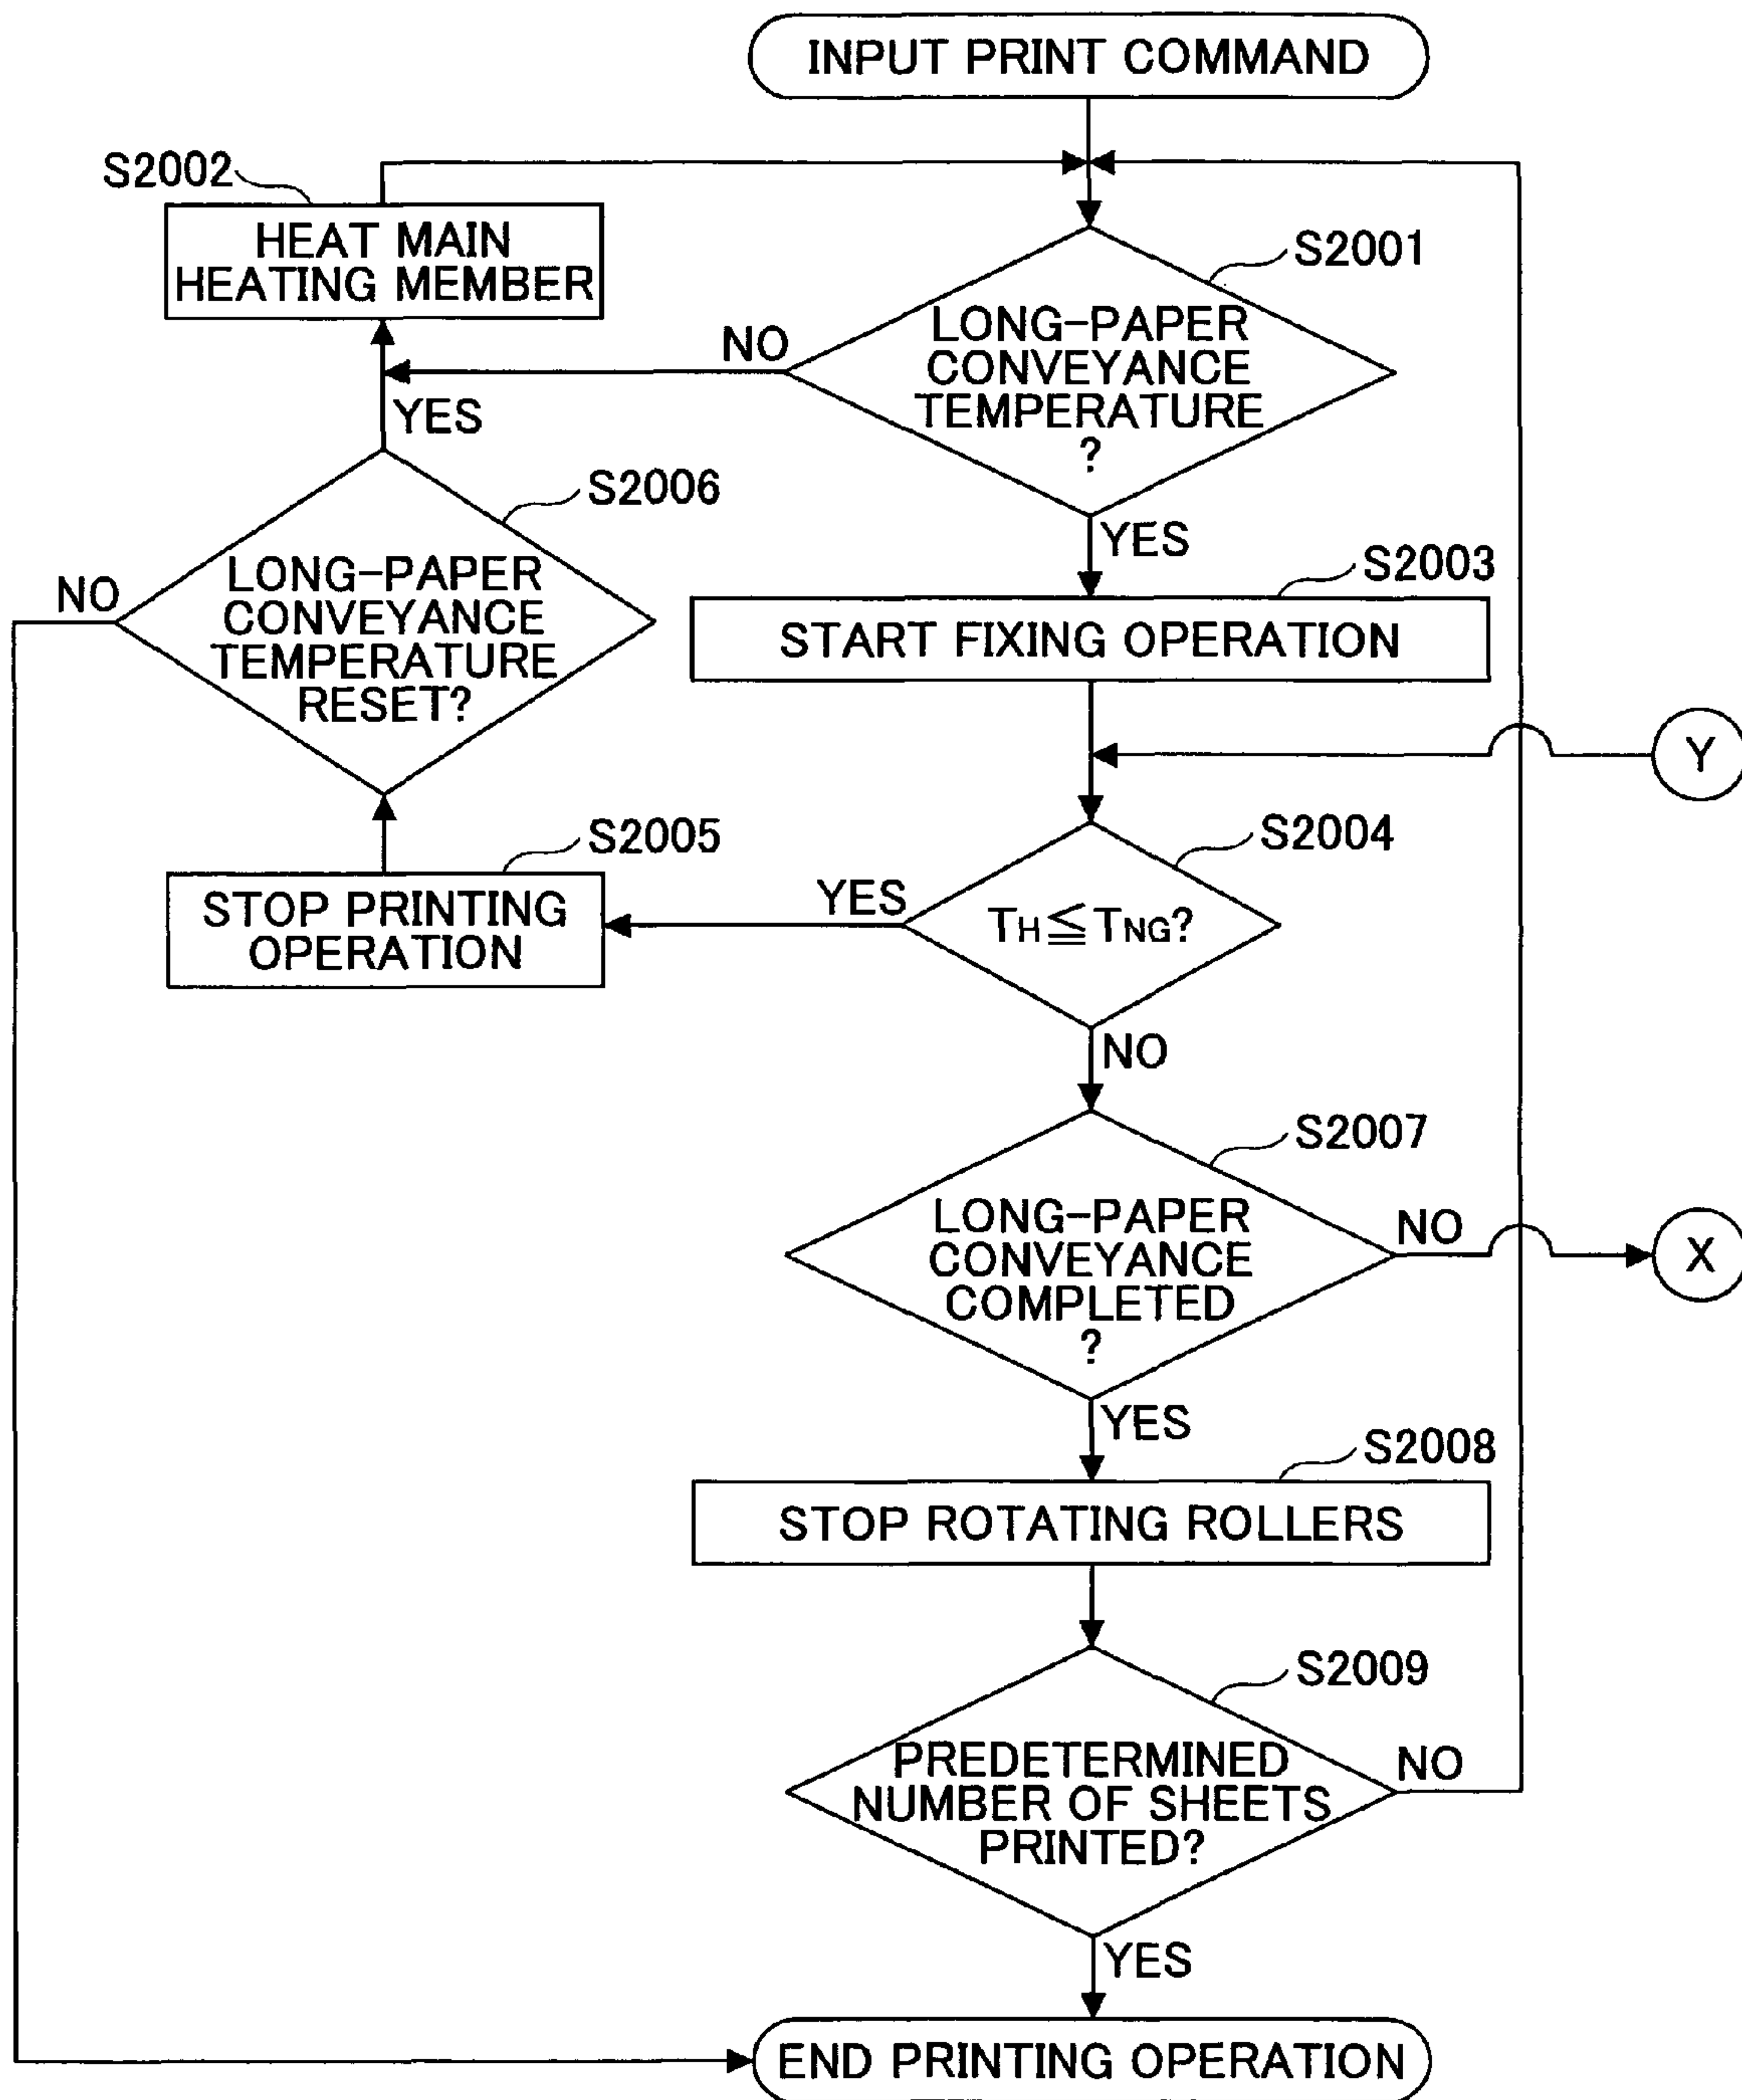 INPUT PRINT COMMAND
S2002
HEAT MAIN
HEATING MEMBER
S2001
LONG-PAPER
CONVEYANCE
TEMPERATURE
?
NO
YES
YES
S2006
LONG-PAPER
CONVEYANCE
TEMPERATURE
RESET?
NO
S2003
START FIXING OPERATION
Y
S2004
TH≦TNG?
YES
S2005
STOP PRINTING
OPERATION
NO
S2007
LONG-PAPER
CONVEYANCE
COMPLETED
?
NO
X
YES
S2008
STOP ROTATING ROLLERS
S2009
PREDETERMINED
NUMBER OF SHEETS
PRINTED?
NO
YES
END PRINTING OPERATION